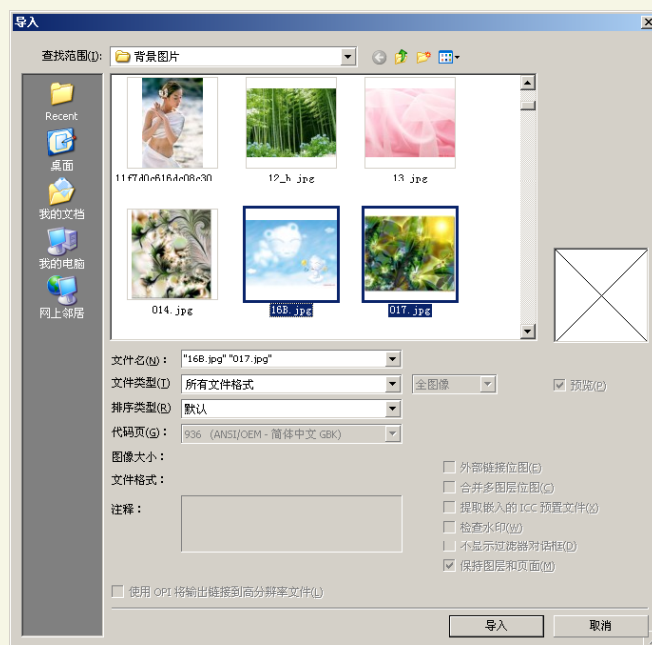 导入
查找范围(I): 背景图片
Recent
桌面
我的文档
我的电脑
网上邻居
11f7d0c616dc08c30
12_b.jpg
13.jpg
014.jpg
16B.jpg
017.jpg
文件名(N): "16B.jpg" "017.jpg"
文件类型(T) 所有文件格式 全图像 预览(P)
排序类型(R) 默认
代码页(G): 936 (ANSI/OEM - 简体中文 GBK)
图像大小:
文件格式:
注释:
外部链接位图(E)
合并多图层位图(C)
提取嵌入的 ICC 预置文件(X)
检查水印(W)
不显示过滤器对话框(D)
保持图层和页面(M)
使用 OPI 将输出链接到高分辨率文件(L)
导入 取消